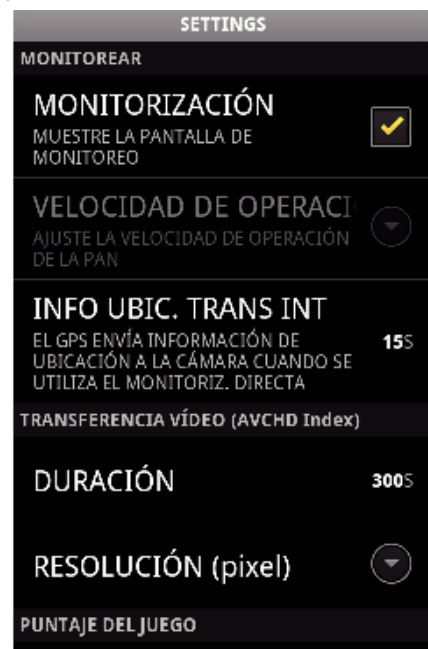 SETTINGS
MONITOREAR
MONITORIZACIÓN
MUESTRE LA PANTALLA DE
MONITOREO
VELOCIDAD DE OPERACI
AJUSTE LA VELOCIDAD DE OPERACIÓN
DE LA PAN
INFO UBIC. TRANS INT
EL GPS ENVÍA INFORMACIÓN DE
UBICACIÓN A LA CÁMARA CUANDO SE
UTILIZA EL MONITORIZ. DIRECTA
15S
TRANSFERENCIA VÍDEO (AVCHD Index)
DURACIÓN
300S
RESOLUCIÓN (pixel)
PUNTAJE DEL JUEGO